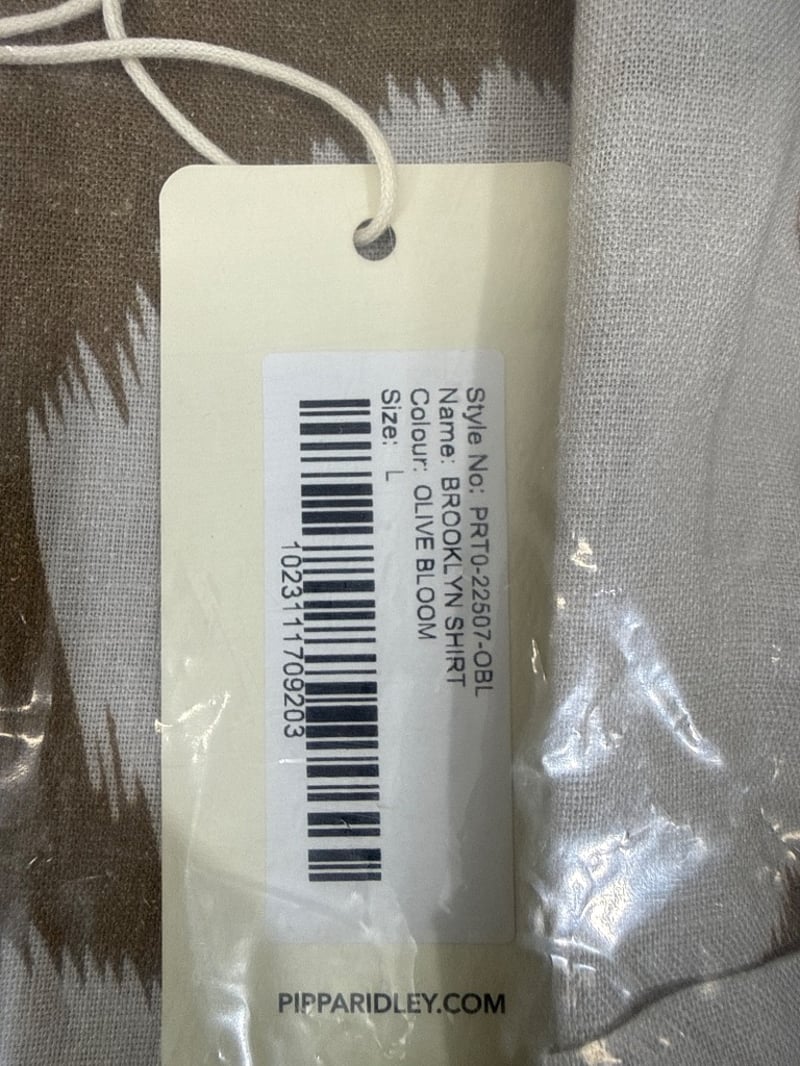 Style No: PRT0-22507-OBL
Name: BROOKLYN SHIRT
Colour: OLIVE BLOOM
Size: L
1023111709203
PIPPARIDLEY.COM